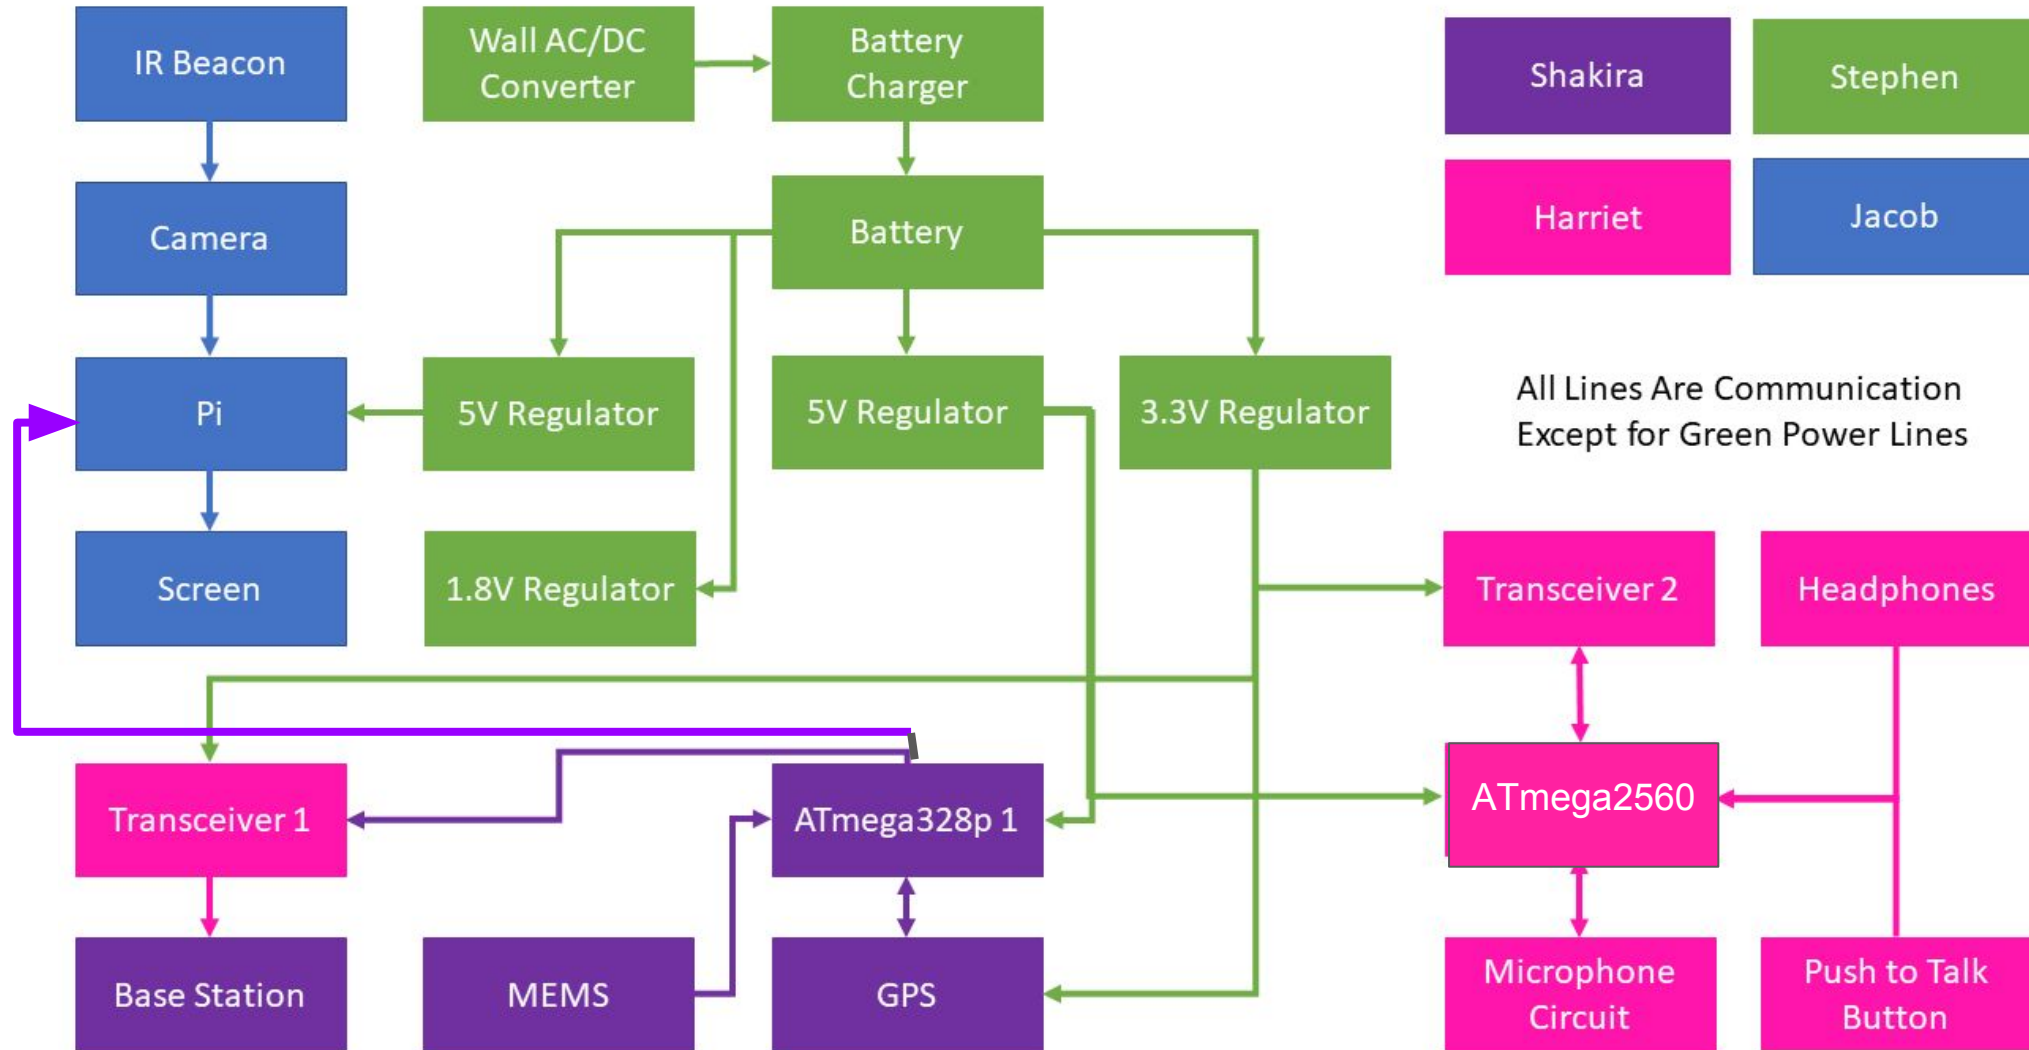 IR Beacon
Wall AC/DC
Converter
Battery
Charger
Shakira
Stephen
Camera
Battery
Harriet
Jacob
Pi
5V Regulator
5V Regulator
3.3V Regulator
All Lines Are Communication
Except for Green Power Lines
Screen
1.8V Regulator
Transceiver 2
Headphones
Transceiver 1
ATmega328p 1
ATmega2560
Base Station
MEMS
GPS
Microphone
Circuit
Push to Talk
Button